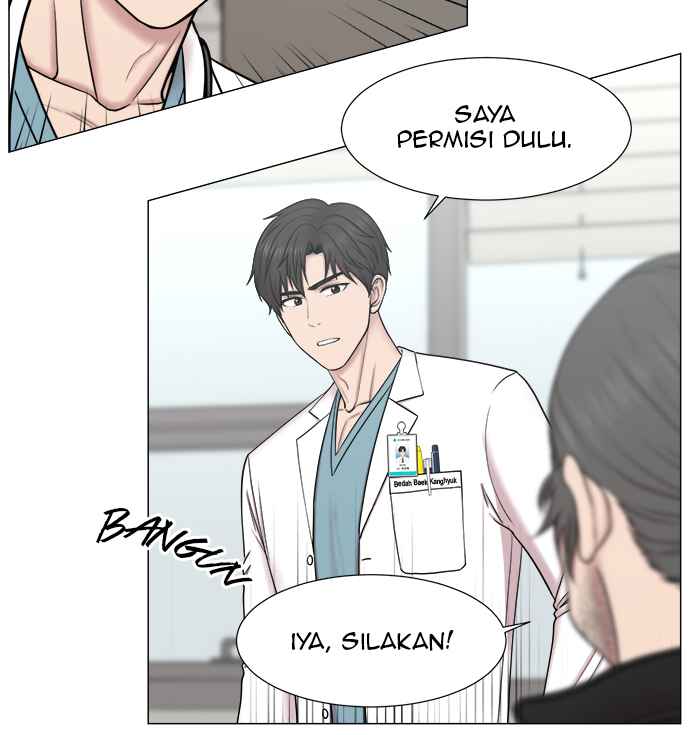 SAYA
PERMISI DULU.
Bedah Baek Kanghyuk
BANGUN
IYA, SILAKAN!